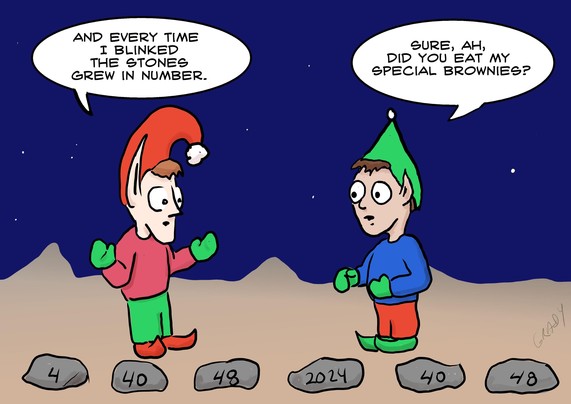 AND EVERY TIME
I BLINKED
THE STONES
GREW IN NUMBER.
SURE, AH,
DID YOU EAT MY
SPECIAL BROWNIES?
GRADY
4 40 48 2024 40 48